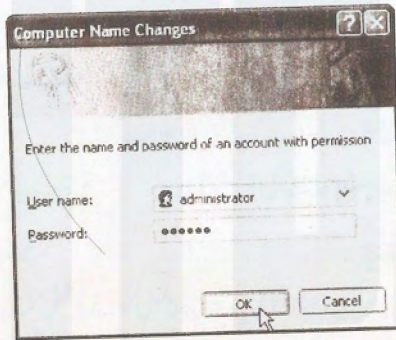 Computer Name Changes
Enter the name and password of an account with permission
User name:
administrator
Password:
••••••
OK
Cancel